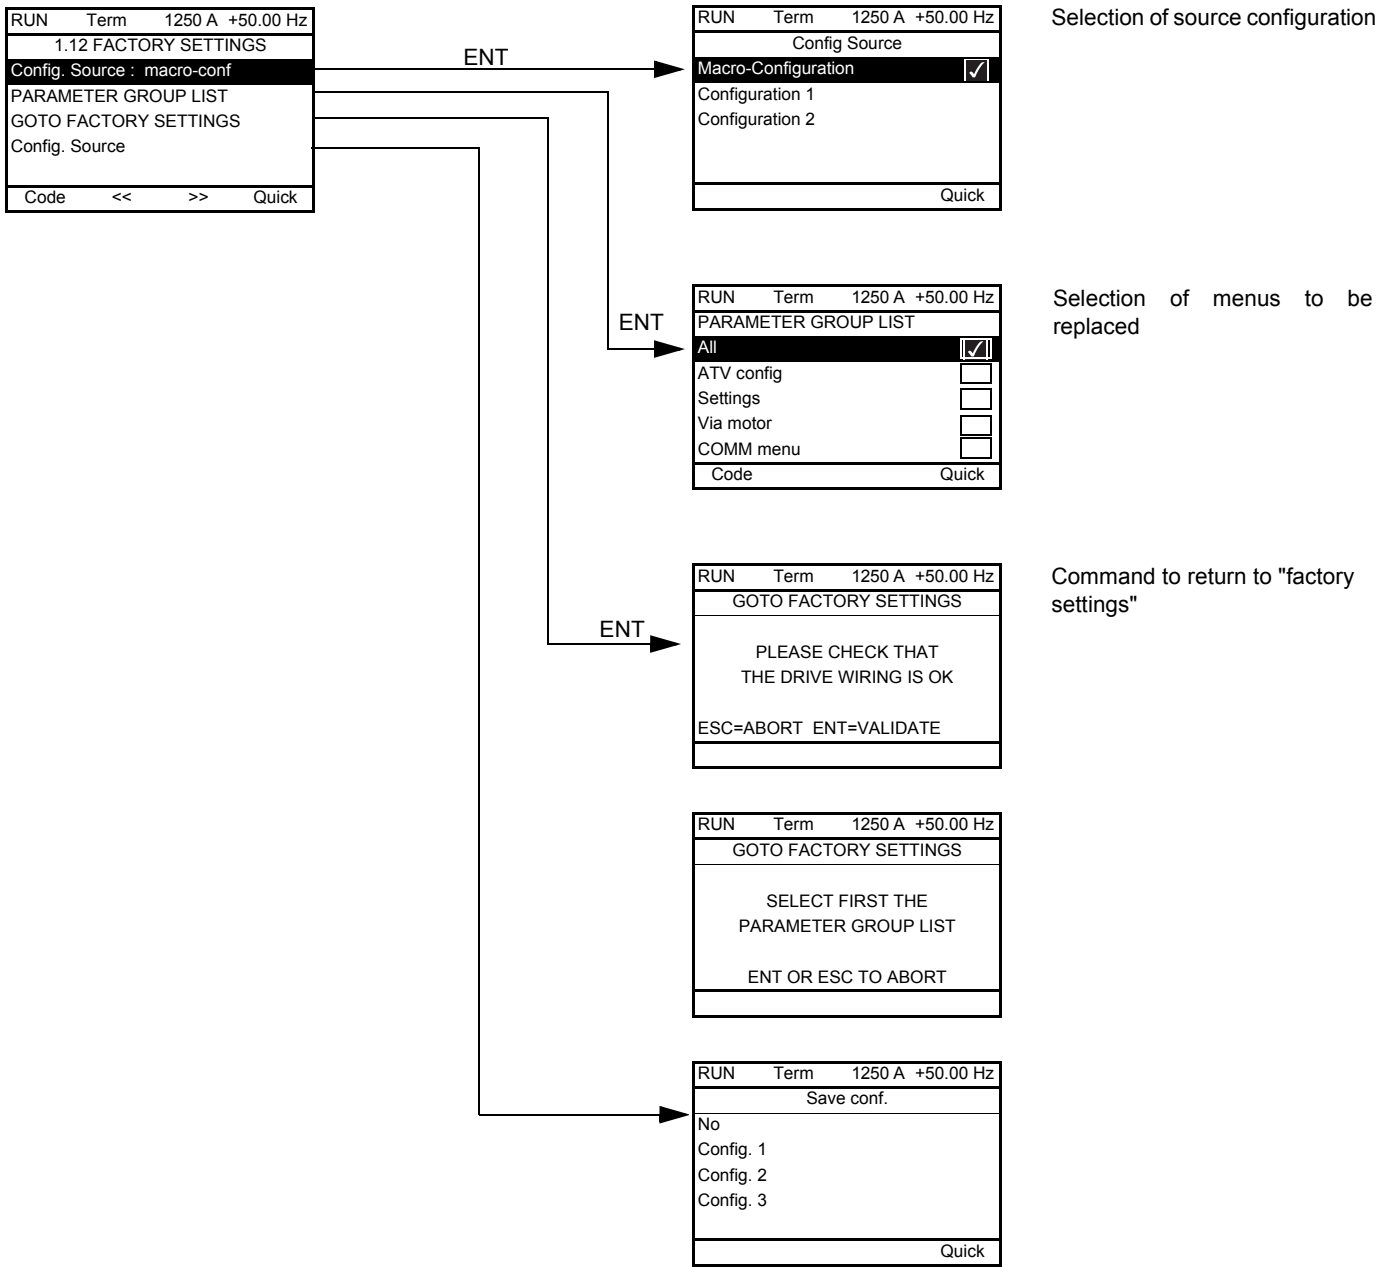 RUN Term 1250 A +50.00 Hz
1.12 FACTORY SETTINGS
Config. Source : macro-conf
PARAMETER GROUP LIST
GOTO FACTORY SETTINGS
Config. Source
Code << >> Quick
ENT
RUN Term 1250 A +50.00 Hz
Config Source
Macro-Configuration
Configuration 1
Configuration 2
Quick
Selection of source configuration
ENT
RUN Term 1250 A +50.00 Hz
PARAMETER GROUP LIST
All
ATV config
Settings
Via motor
COMM menu
Code Quick
Selection of menus to be
replaced
ENT
RUN Term 1250 A +50.00 Hz
GOTO FACTORY SETTINGS
PLEASE CHECK THAT
THE DRIVE WIRING IS OK
ESC=ABORT ENT=VALIDATE
Command to return to "factory
settings"
RUN Term 1250 A +50.00 Hz
GOTO FACTORY SETTINGS
SELECT FIRST THE
PARAMETER GROUP LIST
ENT OR ESC TO ABORT
RUN Term 1250 A +50.00 Hz
Save conf.
No
Config. 1
Config. 2
Config. 3
Quick